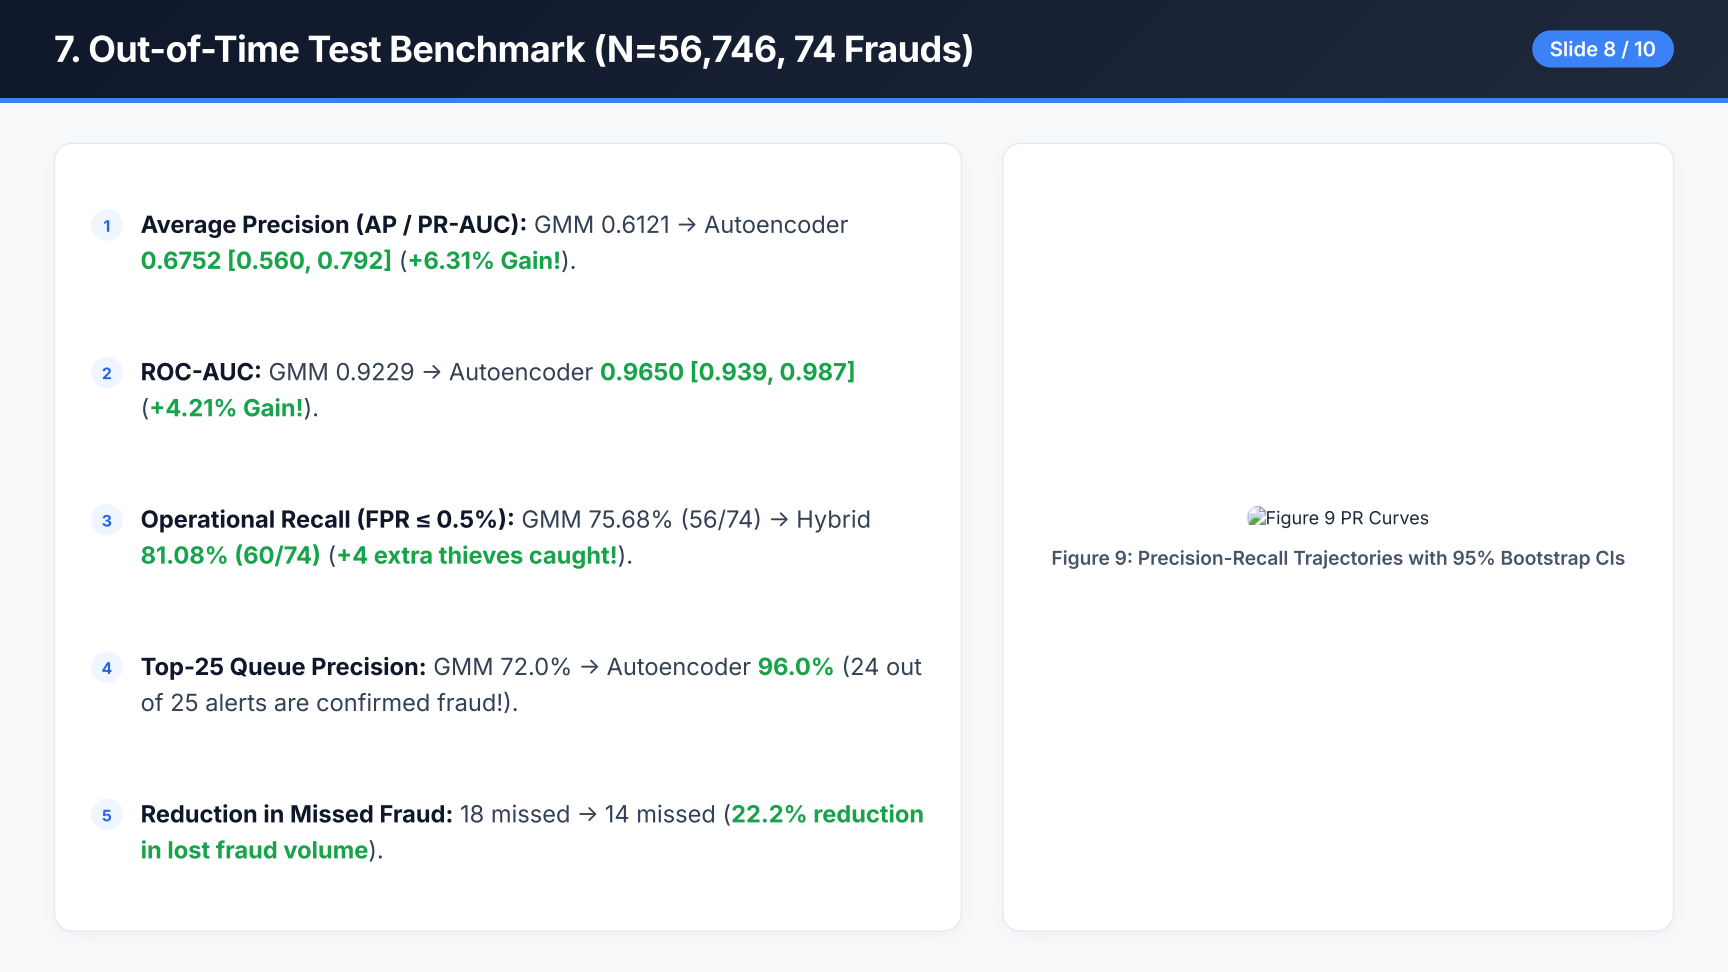 7. Out-of-Time Test Benchmark (N=56,746, 74 Frauds)
Slide 8 / 10
1
Average Precision (AP / PR-AUC): GMM 0.6121 → Autoencoder
0.6752 [0.560, 0.792] (+6.31% Gain!).
2
ROC-AUC: GMM 0.9229 → Autoencoder 0.9650 [0.939, 0.987]
(+4.21% Gain!).
3
Operational Recall (FPR ≤ 0.5%): GMM 75.68% (56/74) → Hybrid
81.08% (60/74) (+4 extra thieves caught!).
4
Top-25 Queue Precision: GMM 72.0% → Autoencoder 96.0% (24 out
of 25 alerts are confirmed fraud!).
5
Reduction in Missed Fraud: 18 missed → 14 missed (22.2% reduction
in lost fraud volume).
Figure 9 PR Curves
Figure 9: Precision-Recall Trajectories with 95% Bootstrap CIs